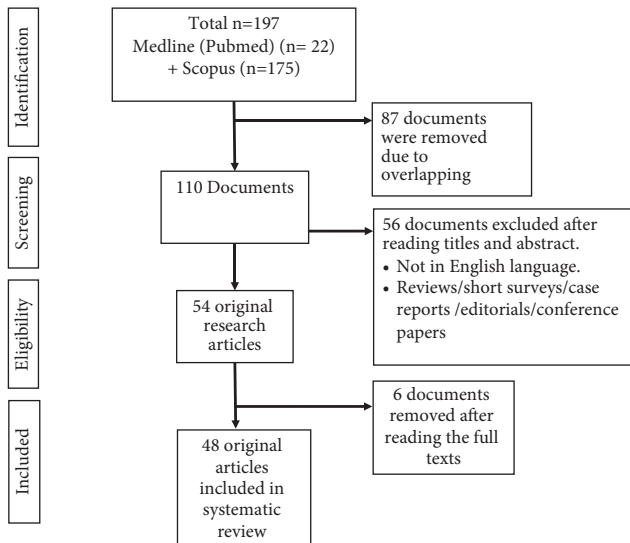 Identification
Total n=197
Medline (Pubmed) (n= 22)
+ Scopus (n=175)
87 documents
were removed
due to
overlapping
Screening
110 Documents
56 documents excluded after
reading titles and abstract.
• Not in English language.
• Reviews/short surveys/case
reports /editorials/conference
papers
Eligibility
54 original
research
articles
6 documents
removed after
reading the full
texts
Included
48 original
articles
included in
systematic
review